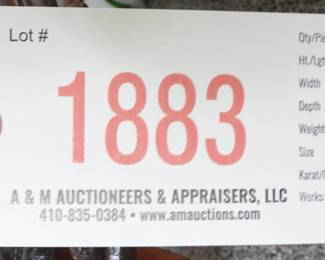 Lot #
1883
A & M AUCTIONEERS & APPRAISERS, LLC
410-835-0384 • www.amauctions.com
Qty/Pie
Ht./Lgt
Width
Depth
Weight
Size
Karat/
Works